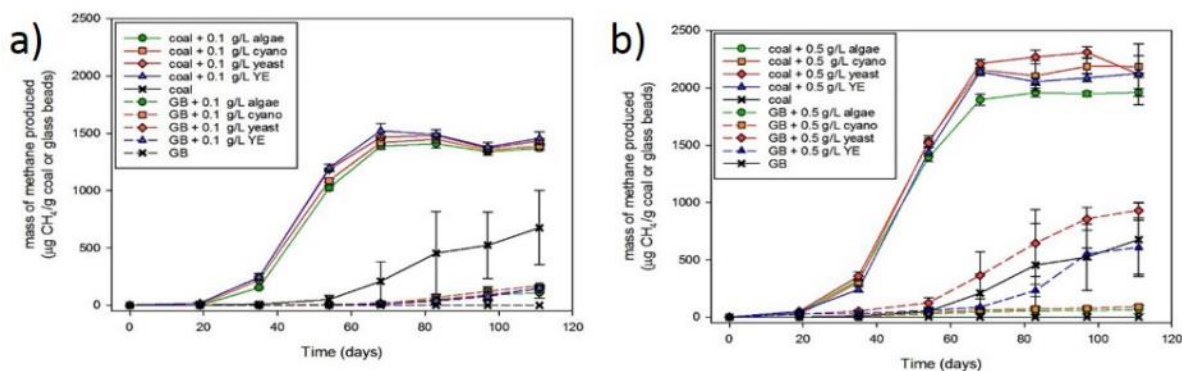 a)
coal + 0.1 g/L algae
coal + 0.1 g/L cyano
coal + 0.1 g/L yeast
coal + 0.1 g/L YE
coal
GB + 0.1 g/L algae
GB + 0.1 g/L cyano
GB + 0.1 g/L yeast
GB + 0.1 g/L YE
GB
mass of methane produced
(µg CH₄/g coal or glass beads)
2500
2000
1500
1000
500
0
0 20 40 60 80 100 120
Time (days)
b)
coal + 0.5 g/L algae
coal + 0.5 g/L cyano
coal + 0.5 g/L yeast
coal + 0.5 g/L YE
coal
GB + 0.5 g/L algae
GB + 0.5 g/L cyano
GB + 0.5 g/L yeast
GB + 0.5 g/L YE
GB
mass of methane produced
(µg CH₄/g coal or glass beads)
2500
2000
1500
1000
500
0
0 20 40 60 80 100 120
Time (days)